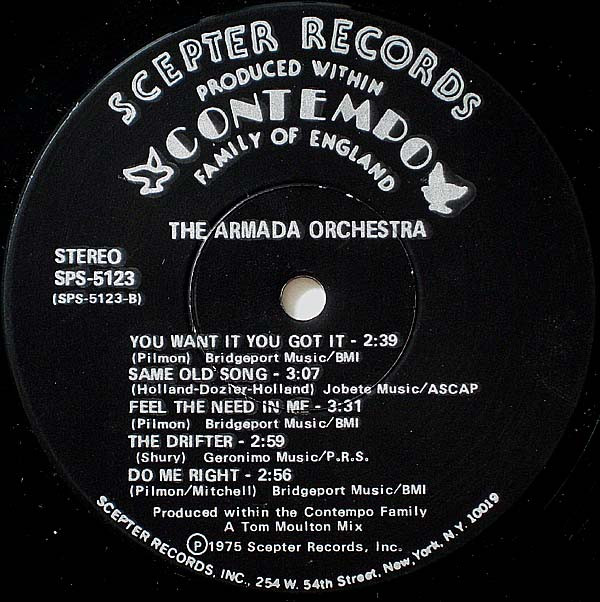 SCEPTER RECORDS
PRODUCED WITHIN
CONTEMPO
FAMILY OF ENGLAND
THE ARMADA ORCHESTRA
STEREO
SPS-5123
(SPS-5123-B)
YOU WANT IT YOU GOT IT - 2:39
(Pilmon) Bridgeport Music/BMI
SAME OLD SONG - 3:07
(Holland-Dozier-Holland) Jobete Music/ASCAP
FEEL THE NEED IN ME - 3:31
(Pilmon) Bridgeport Music/BMI
THE DRIFTER - 2:59
(Shury) Geronimo Music/P.R.S.
DO ME RIGHT - 2:56
(Pilmon/Mitchell) Bridgeport Music/BMI
Produced within the Contempo Family
A Tom Moulton Mix
Ⓟ1975 Scepter Records, Inc.
SCEPTER RECORDS, INC., 254 W. 54th Street, New York, N.Y. 10019